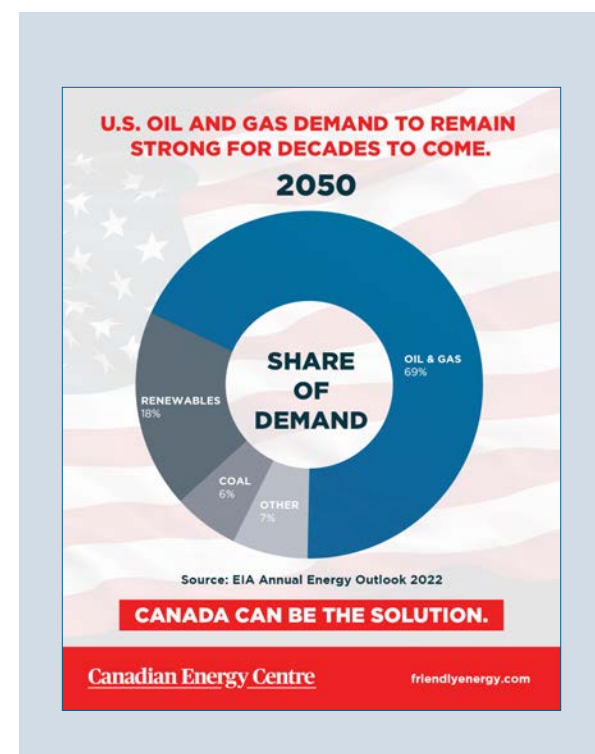 U.S. OIL AND GAS DEMAND TO REMAIN
STRONG FOR DECADES TO COME.
2050
SHARE
OF
DEMAND
OIL & GAS
69%
RENEWABLES
18%
COAL
6%
OTHER
7%
Source: EIA Annual Energy Outlook 2022
CANADA CAN BE THE SOLUTION.
Canadian Energy Centre
friendlyenergy.com